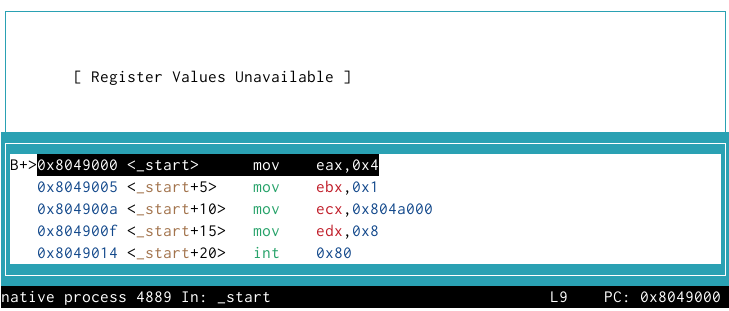 [ Register Values Unavailable ]
B+>0x8049000 <_start>      mov    eax,0x4
   0x8049005 <_start+5>    mov    ebx,0x1
   0x804900a <_start+10>   mov    ecx,0x804a000
   0x804900f <_start+15>   mov    edx,0x8
   0x8049014 <_start+20>   int    0x80
native process 4889 In: _start                               L9    PC: 0x8049000